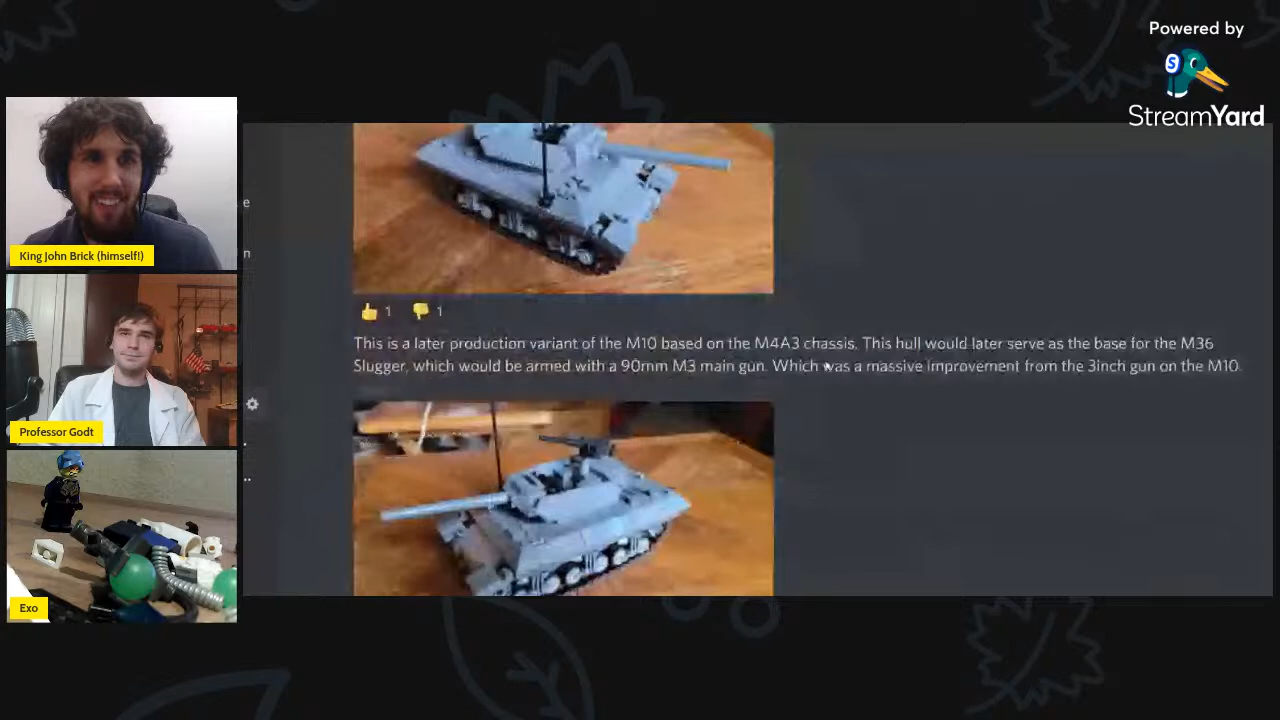 Powered by
StreamYard
King John Brick (himself!)
Professor Godt
Exo
e
n
1 1
This is a later production variant of the M10 based on the M4A3 chassis. This hull would later serve as the base for the M36
Slugger, which would be armed with a 90mm M3 main gun. Which was a massive improvement from the 3inch gun on the M10.